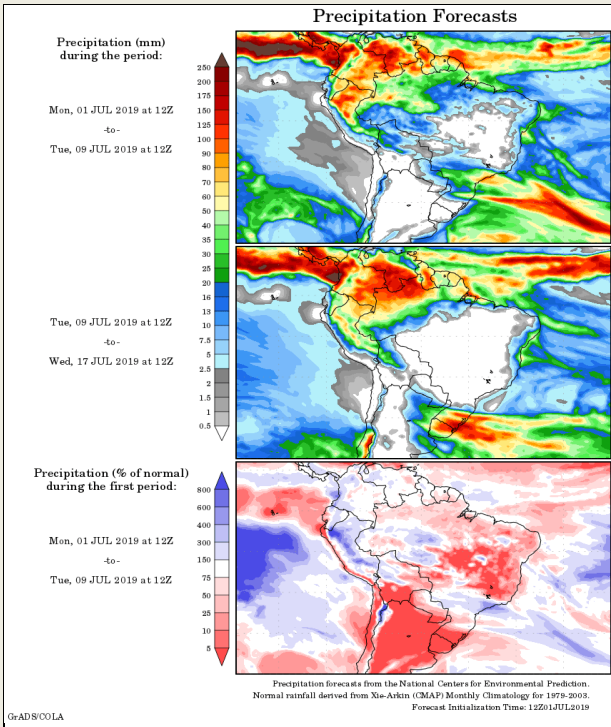 Precipitation Forecasts
Precipitation (mm)
during the period:
Mon, 01 JUL 2019 at 12Z
-to-
Tue, 09 JUL 2019 at 12Z
250
200
175
150
125
100
90
80
70
60
50
40
35
30
25
20
16
13
10
7.5
5
2.5
2
1.5
1
0.5
Tue, 09 JUL 2019 at 12Z
-to-
Wed, 17 JUL 2019 at 12Z
Precipitation (% of normal)
during the first period:
Mon, 01 JUL 2019 at 12Z
-to-
Tue, 09 JUL 2019 at 12Z
800
600
400
300
150
75
50
25
10
5
Precipitation forecasts from the National Centers for Environmental Prediction.
Normal rainfall derived from Xie-Arkin (CMAP) Monthly Climatology for 1979-2003.
Forecast Initialization Time: 12Z01JUL2019
GrADS/COLA